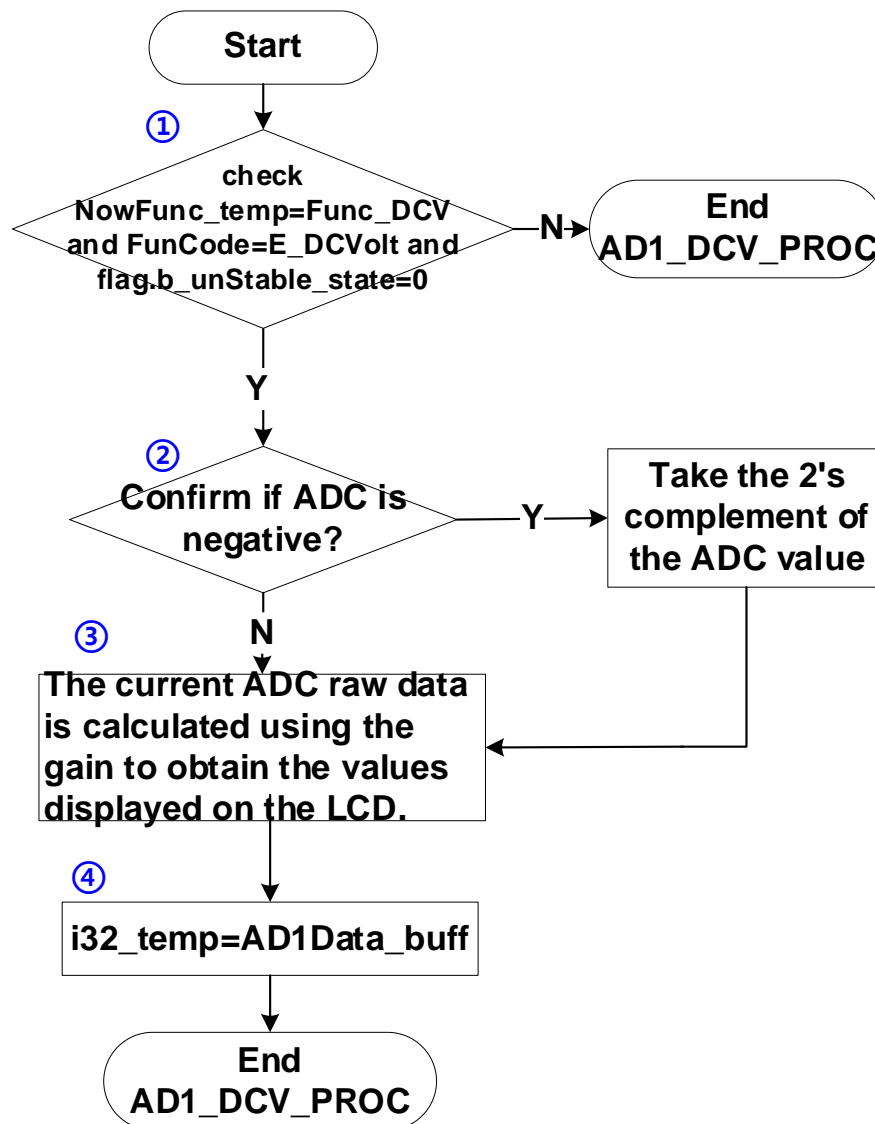 Start
①
check
NowFunc_temp=Func_DCV
and FunCode=E_DCVolt and
flag.b_unStable_state=0
N
End
AD1_DCV_PROC
Y
②
Confirm if ADC is
negative?
Y
Take the 2's
complement of
the ADC value
N
③
The current ADC raw data
is calculated using the
gain to obtain the values
displayed on the LCD.
④
i32_temp=AD1Data_buff
End
AD1_DCV_PROC